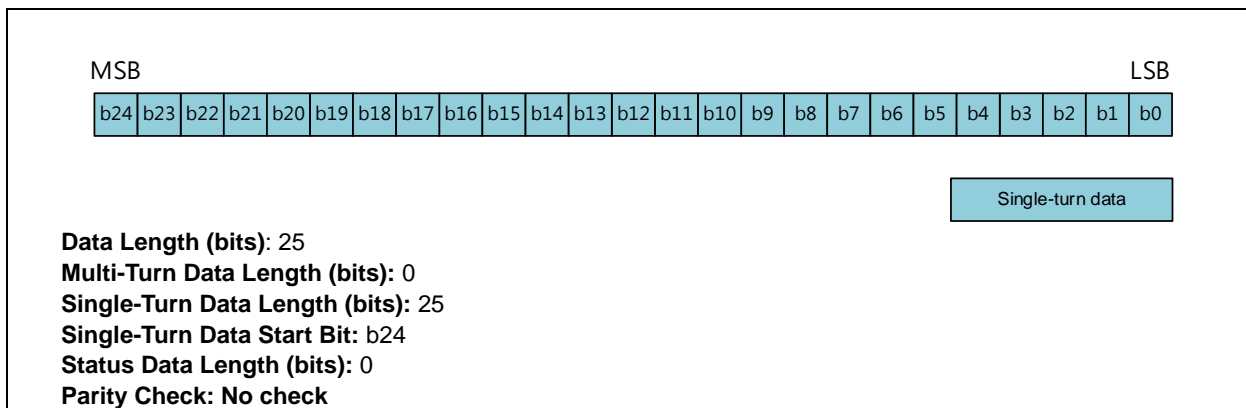 MSB LSB
b24 b23 b22 b21 b20 b19 b18 b17 b16 b15 b14 b13 b12 b11 b10 b9 b8 b7 b6 b5 b4 b3 b2 b1 b0
Single-turn data
Data Length (bits): 25
Multi-Turn Data Length (bits): 0
Single-Turn Data Length (bits): 25
Single-Turn Data Start Bit: b24
Status Data Length (bits): 0
Parity Check: No check